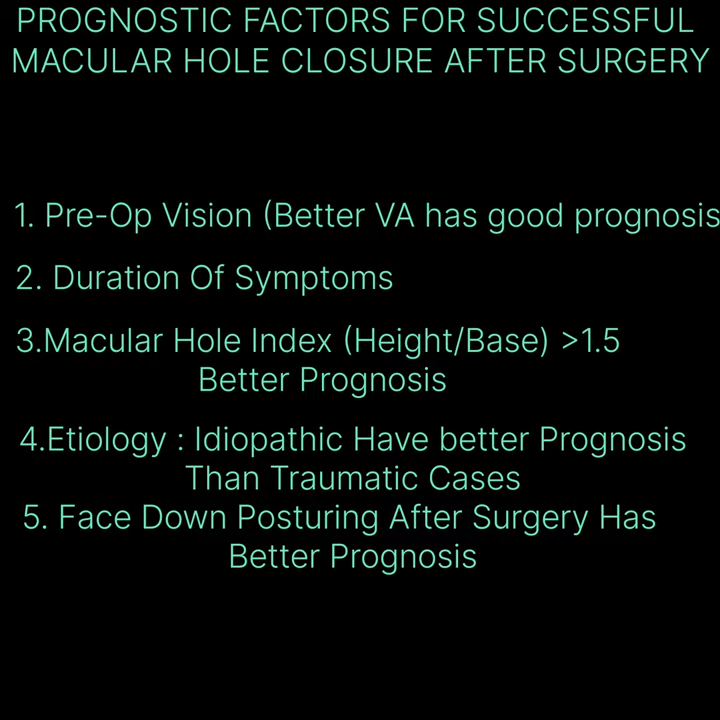 PROGNOSTIC FACTORS FOR SUCCESSFUL
MACULAR HOLE CLOSURE AFTER SURGERY
1. Pre-Op Vision (Better VA has good prognosis
2. Duration Of Symptoms
3.Macular Hole Index (Height/Base) >1.5
Better Prognosis
4.Etiology : Idiopathic Have better Prognosis
Than Traumatic Cases
5. Face Down Posturing After Surgery Has
Better Prognosis